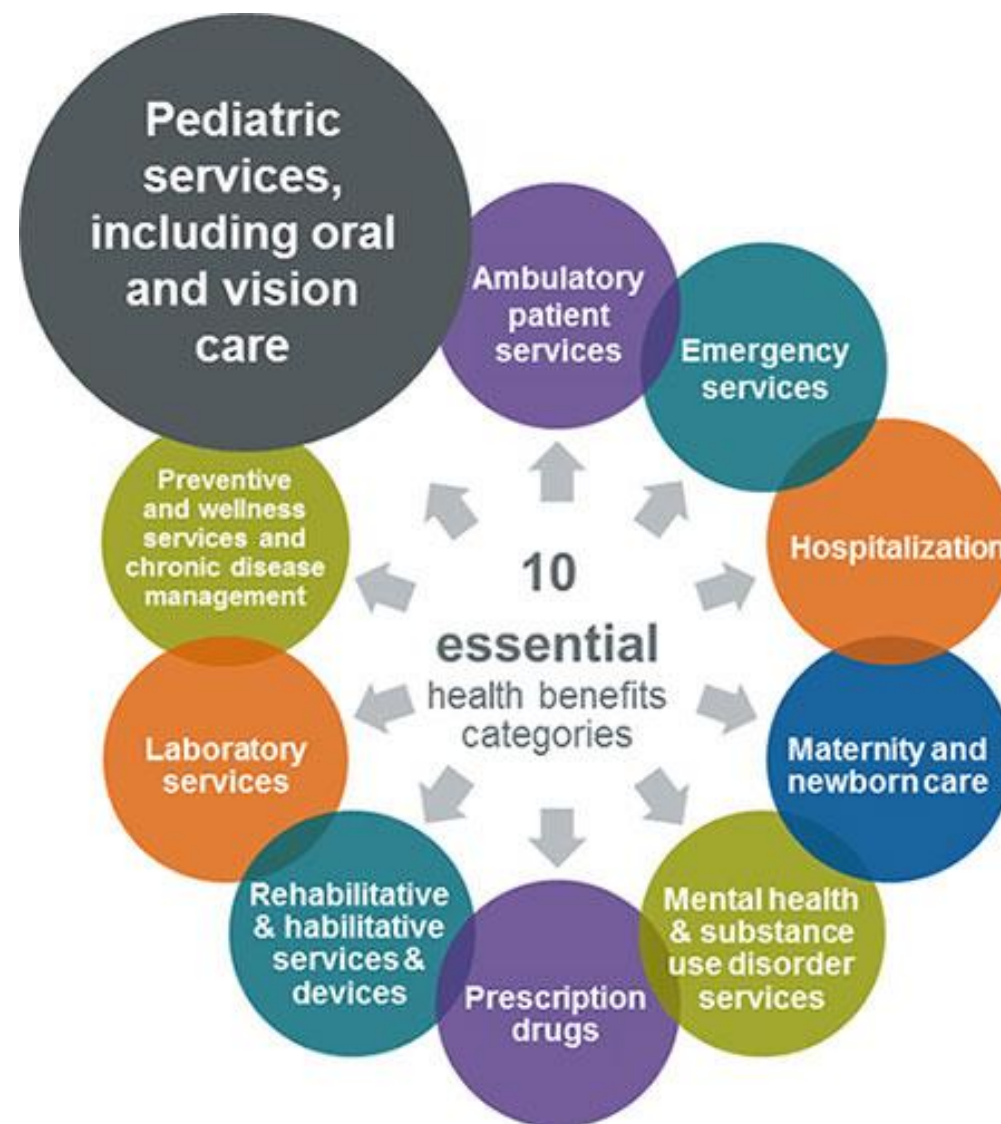 Pediatric
services,
including oral
and vision
care
Ambulatory
patient
services
Emergency
services
Hospitalization
Maternity and
newborn care
Mental health
& substance
use disorder
services
Prescription
drugs
Rehabilitative
& habilitative
services &
devices
Laboratory
services
Preventive
and wellness
services and
chronic disease
management
10
essential
health benefits
categories